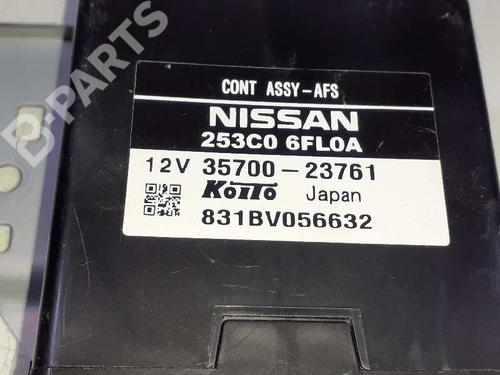 B-PARTS
CONT ASSY-AFS
NISSAN
253C0 6FL0A
12V 35700-23761
KOITO Japan
831BV056632